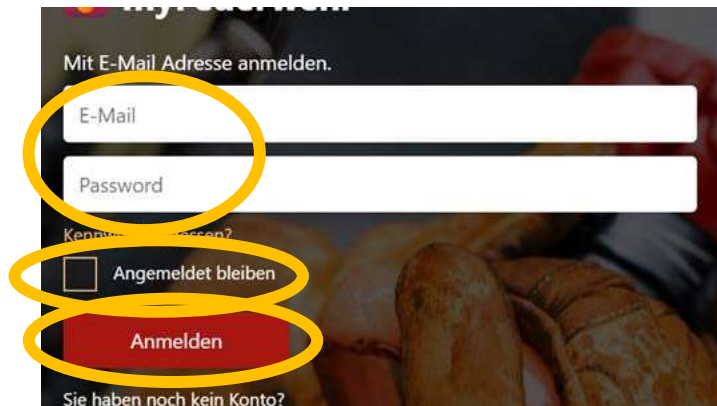 Mit E-Mail Adresse anmelden.
E-Mail
Password
Angemeldet bleiben
Anmelden
Sie haben noch kein Konto?